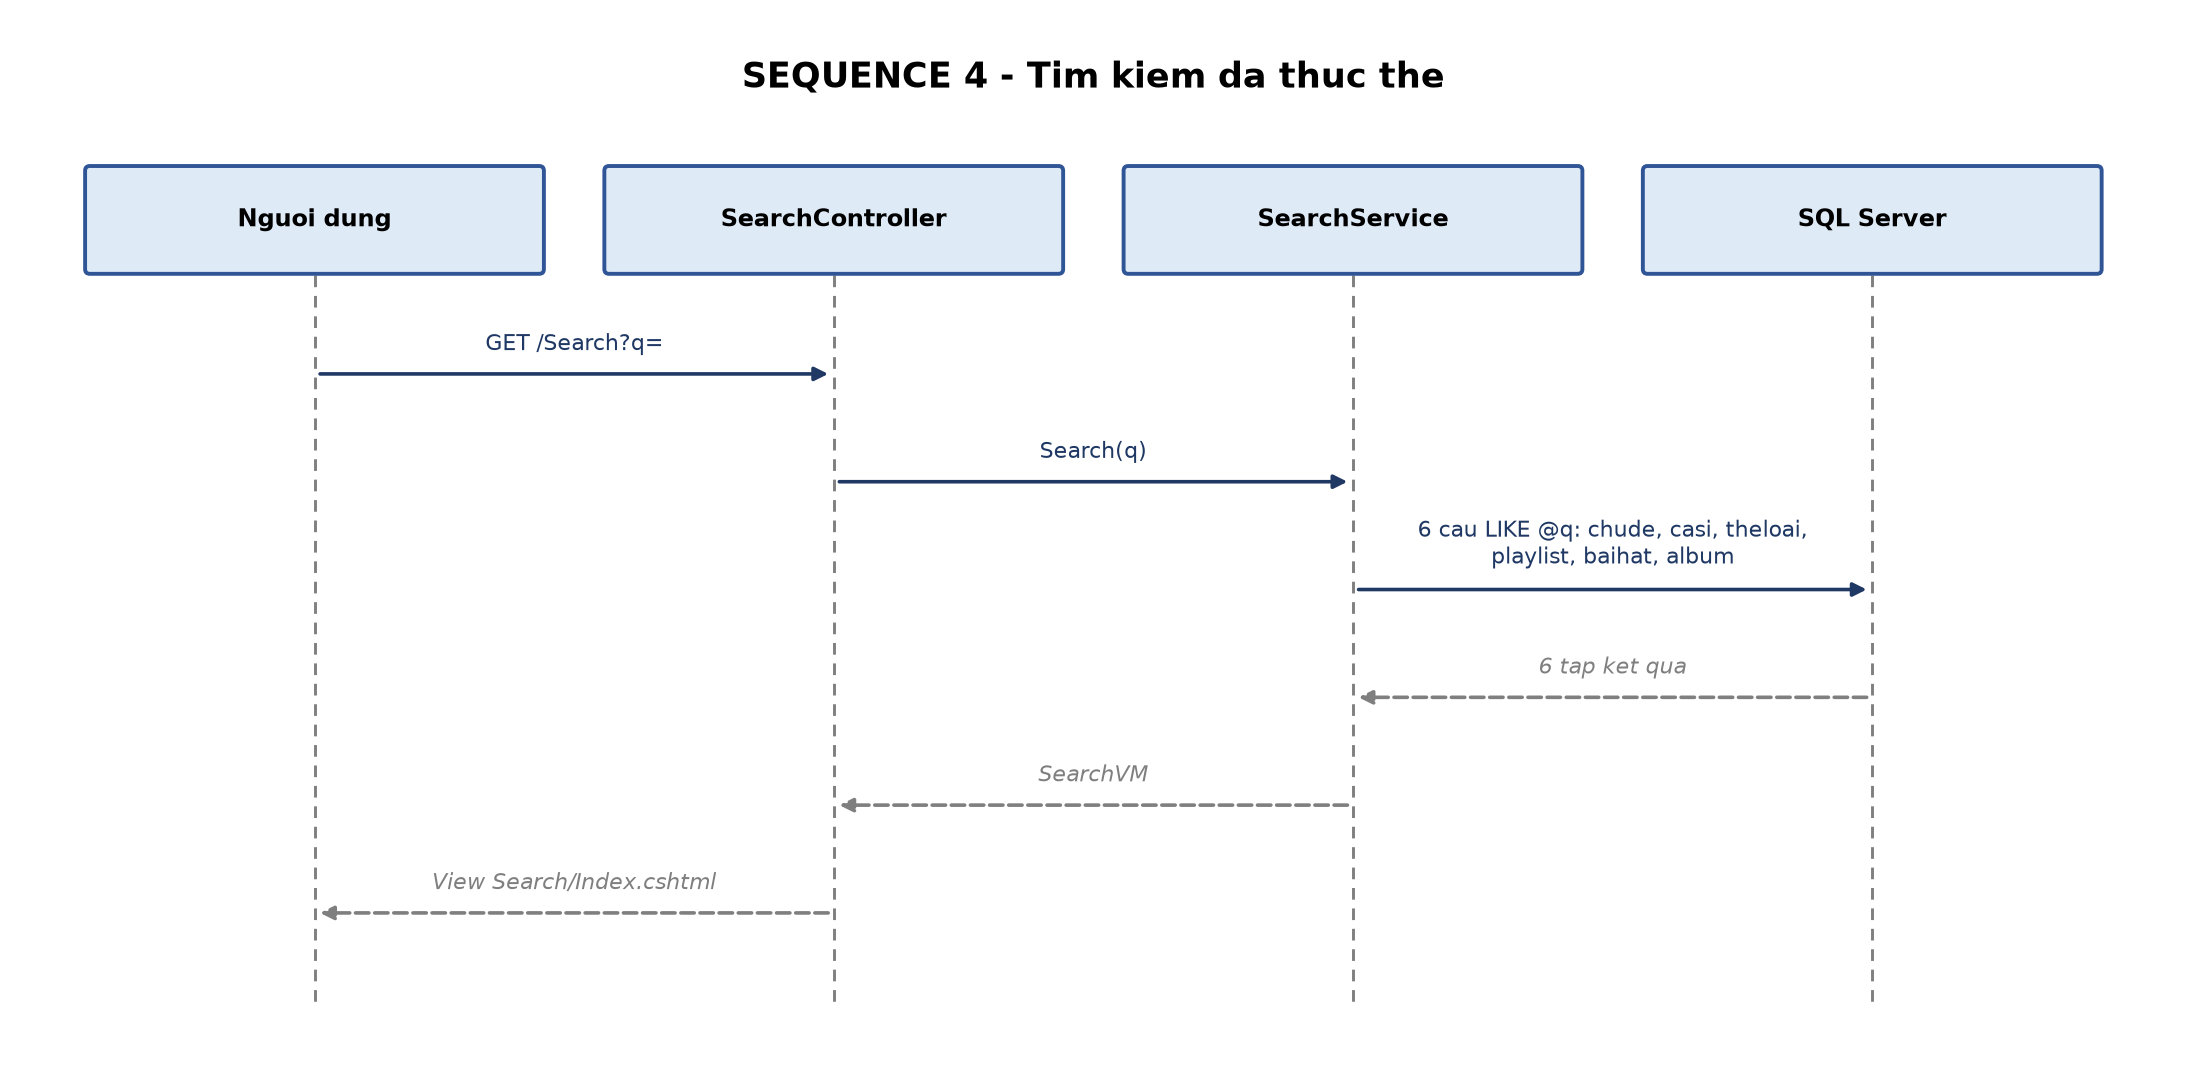 SEQUENCE 4 - Tim kiem da thuc the
Nguoi dung
SearchController
SearchService
SQL Server
GET /Search?q=
Search(q)
6 cau LIKE @q: chude, casi, theloai,
playlist, baihat, album
6 tap ket qua
SearchVM
View Search/Index.cshtml